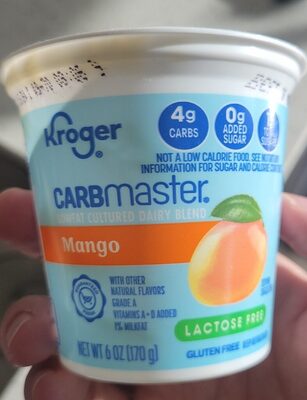 Kroger®
4g
CARBS
0g
ADDED
SUGAR
NOT A LOW CALORIE FOOD. SEE
INFORMATION FOR SUGAR AND CALORIE
CARBmaster®
LOWFAT CULTURED DAIRY BLEND
Mango
WITH OTHER
NATURAL FLAVORS
GRADE A
VITAMINS A + D ADDED
1% MILKFAT
LACTOSE FREE
NET WT 6 OZ (170 g)
GLUTEN FREE